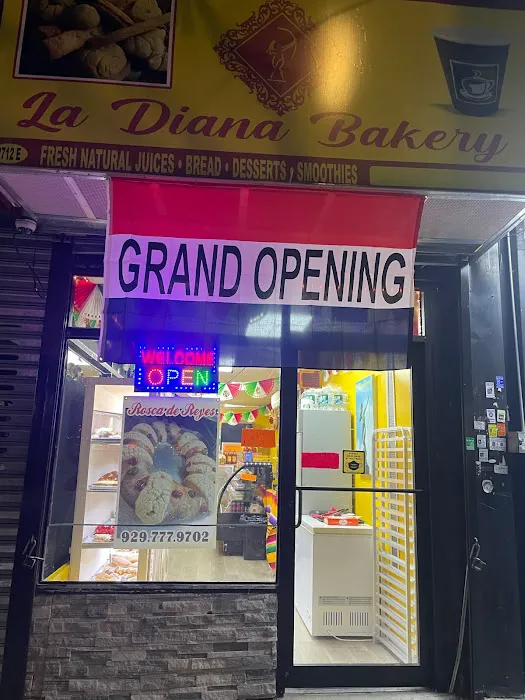 La Diana Bakery
712 E
FRESH NATURAL JUICES • BREAD • DESSERTS, SMOOTHIES
GRAND OPENING
WELCOME
OPEN
Rosca de Reyes
929.777.9702